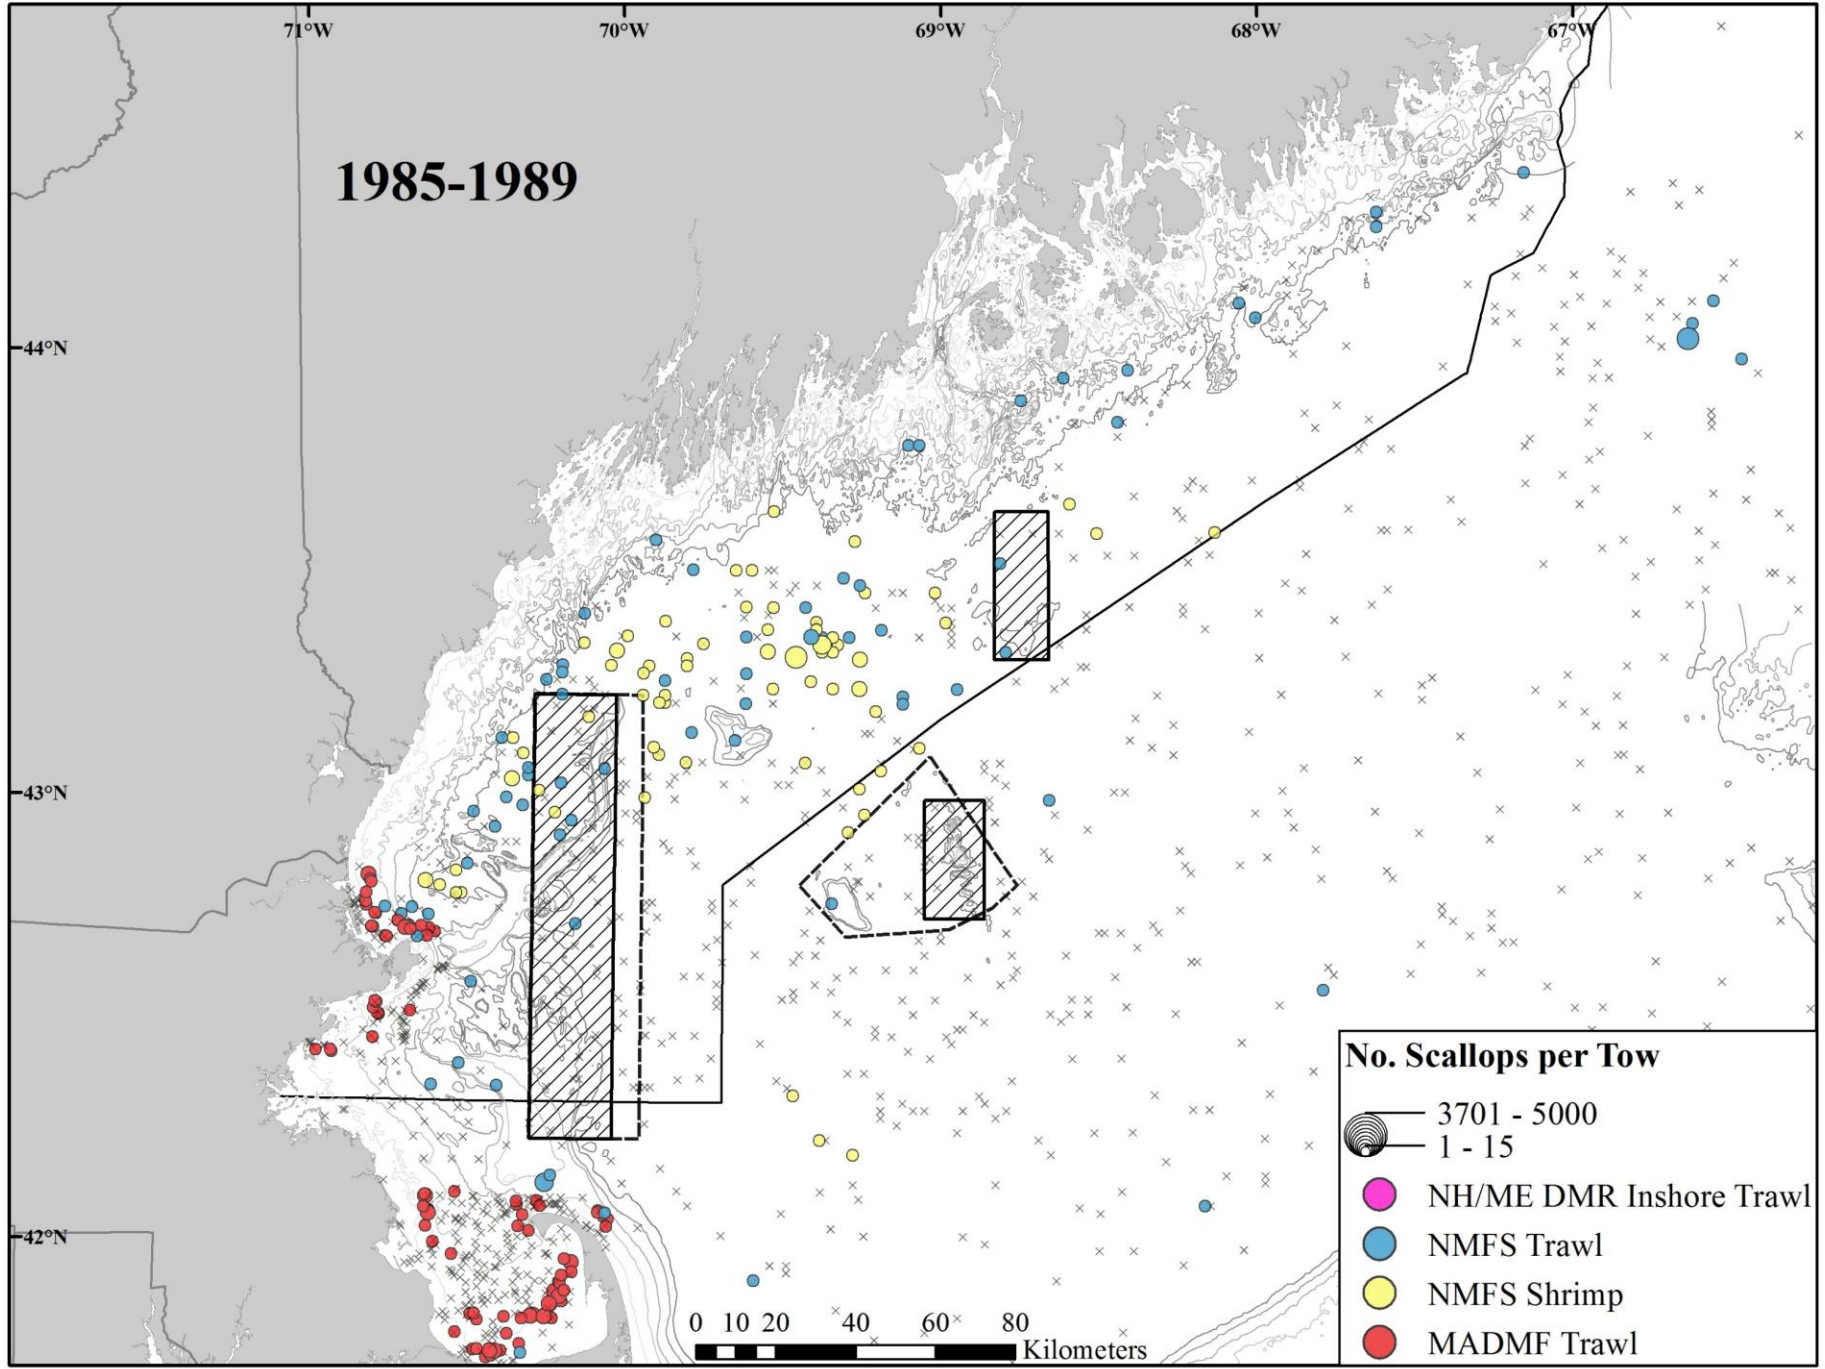 71°W 70°W 69°W 68°W 67°W
1985-1989
44°N
43°N
42°N
No. Scallops per Tow
3701 - 5000
1 - 15
NH/ME DMR Inshore Trawl
NMFS Trawl
NMFS Shrimp
MADMF Trawl
0 10 20 40 60 80
Kilometers